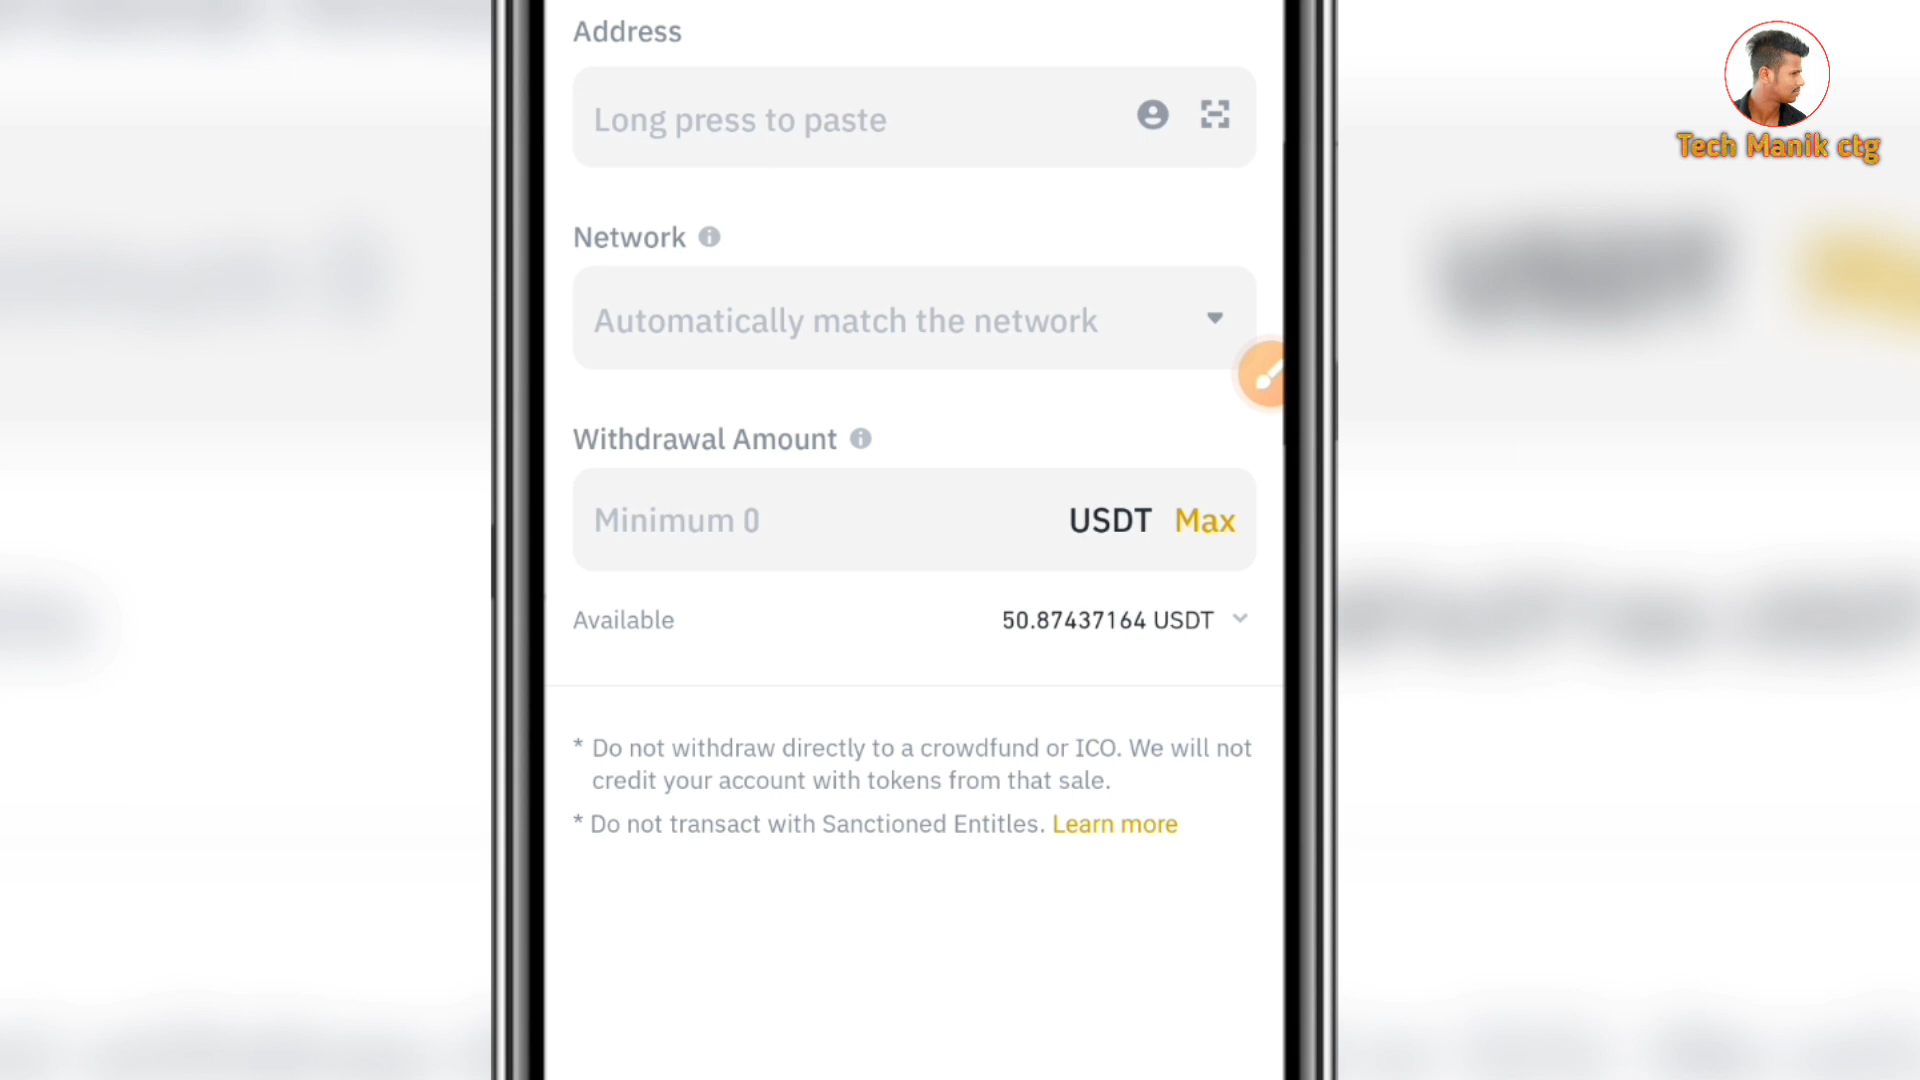 Address
Long press to paste
Network
Automatically match the network
Withdrawal Amount
Minimum 0 USDT Max
Available 50.87437164 USDT
* Do not withdraw directly to a crowdfund or ICO. We will not
credit your account with tokens from that sale.
* Do not transact with Sanctioned Entitles. Learn more
Tech Manik ctg